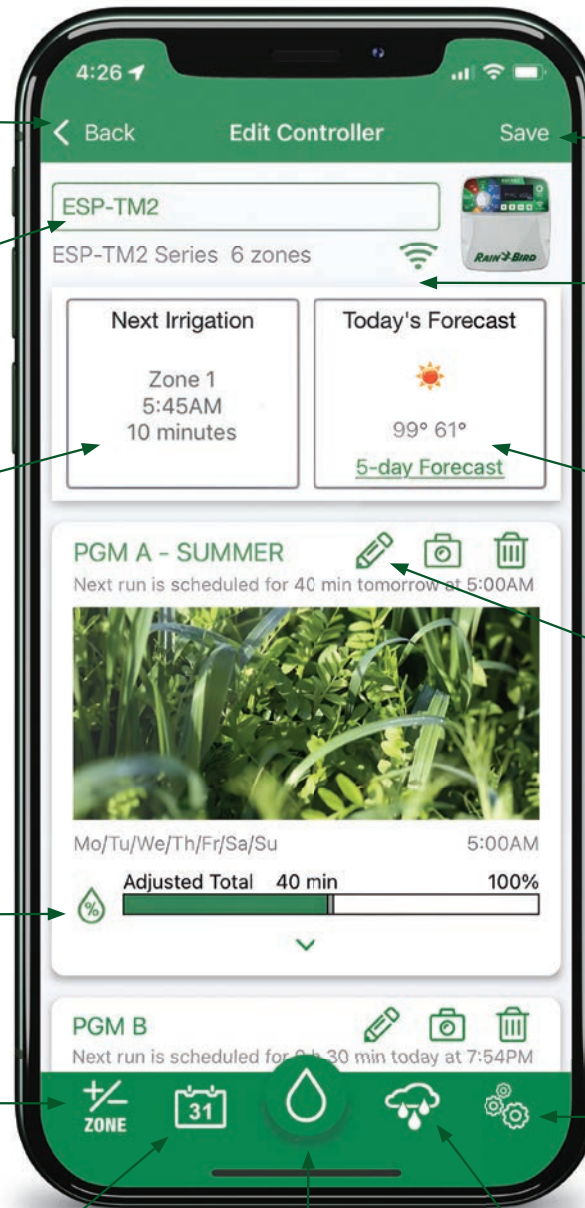 4:26
Back Edit Controller Save
ESP-TM2
RAIN BIRD
ESP-TM2 Series 6 zones
Next Irrigation
Zone 1
5:45AM
10 minutes
Today's Forecast
99° 61°
5-day Forecast
PGM A - SUMMER
Next run is scheduled for 40 min tomorrow at 5:00AM
Mo/Tu/We/Th/Fr/Sa/Su 5:00AM
Adjusted Total 40 min 100%
%
PGM B
Next run is scheduled for 0 h 30 min today at 7:54PM
+/-
ZONE
31